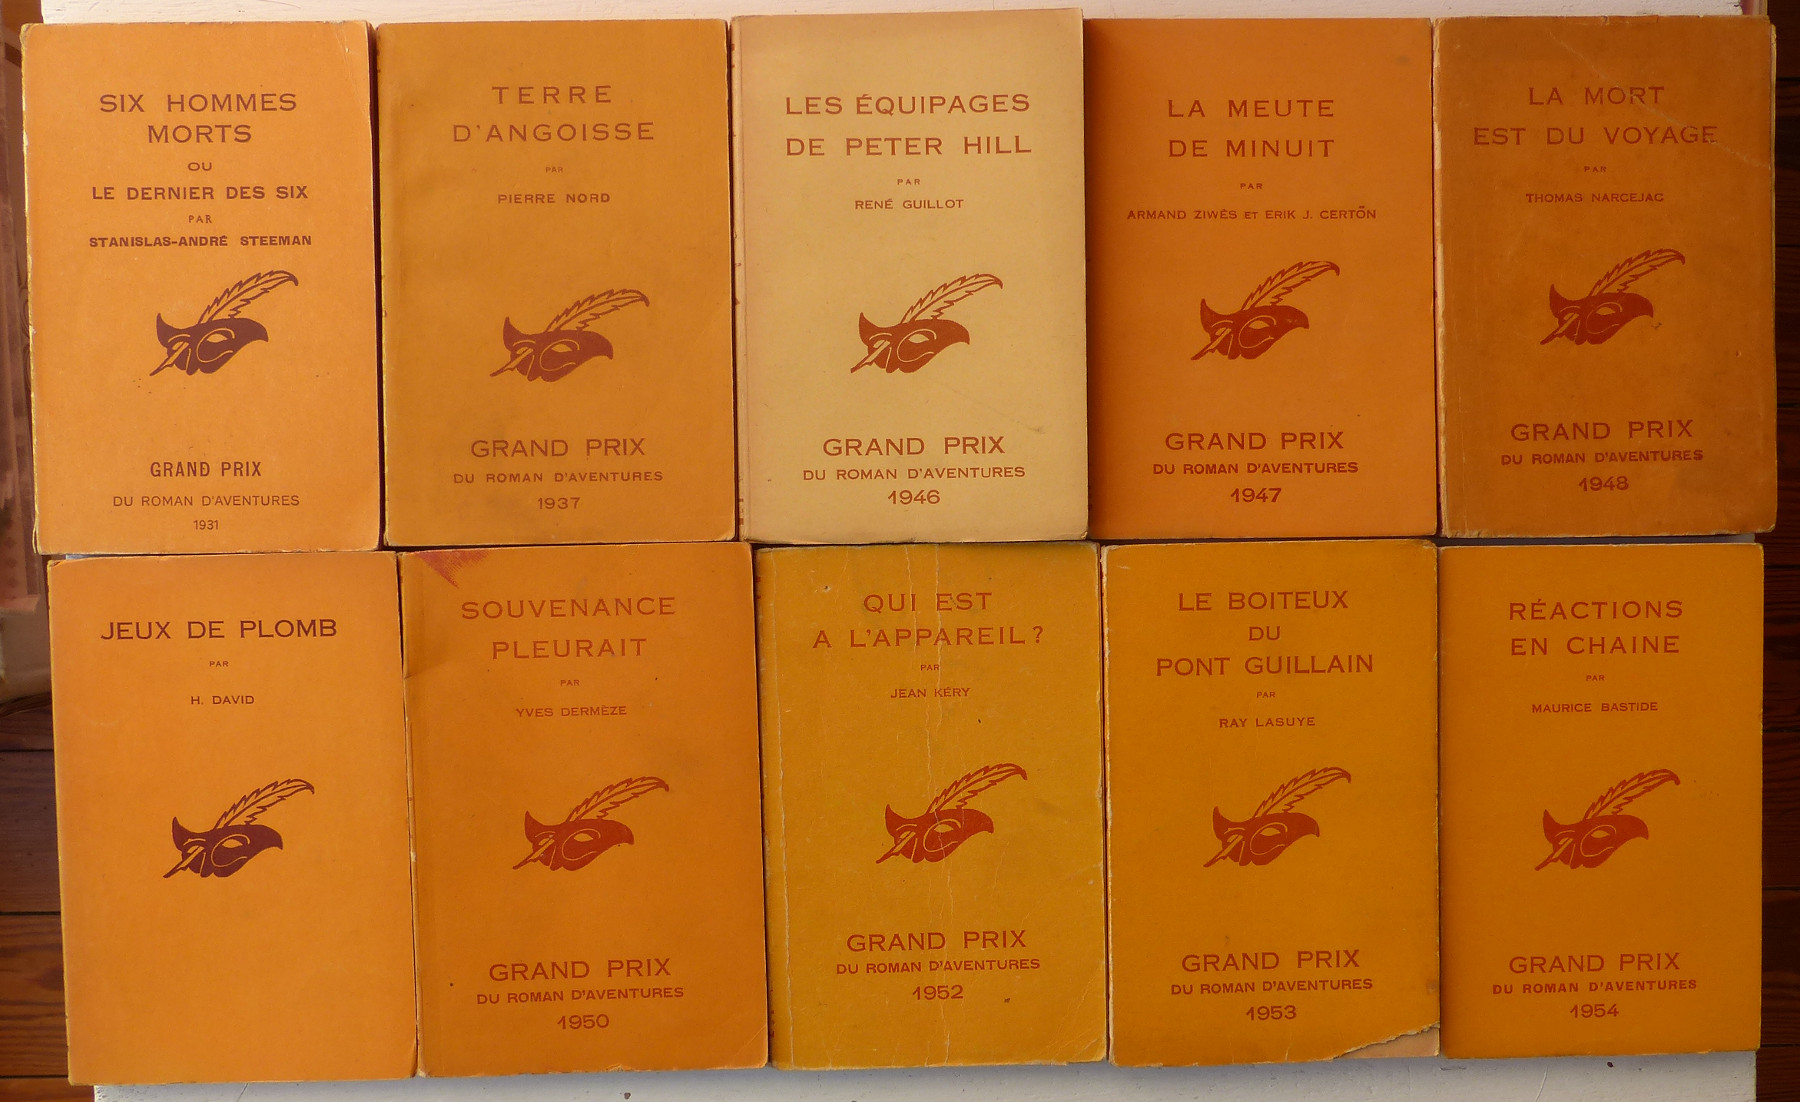 SIX HOMMES
MORTS
OU
LE DERNIER DES SIX
PAR
STANISLAS-ANDRÉ STEEMAN
GRAND PRIX
DU ROMAN D'AVENTURES
1931
TERRE
D'ANGOISSE
PAR
PIERRE NORD
GRAND PRIX
DU ROMAN D'AVENTURES
1937
LES ÉQUIPAGES
DE PETER HILL
PAR
RENÉ GUILLOT
GRAND PRIX
DU ROMAN D'AVENTURES
1946
LA MEUTE
DE MINUIT
PAR
ARMAND ZIWÈS ET ERIK J. CERTÖN
GRAND PRIX
DU ROMAN D'AVENTURES
1947
LA MORT
EST DU VOYAGE
PAR
THOMAS NARCEJAC
GRAND PRIX
DU ROMAN D'AVENTURES
1948
JEUX DE PLOMB
PAR
H. DAVID
SOUVENANCE
PLEURAIT
PAR
YVES DERMÈZE
GRAND PRIX
DU ROMAN D'AVENTURES
1950
QUI EST
A L'APPAREIL ?
PAR
JEAN KÉRY
GRAND PRIX
DU ROMAN D'AVENTURES
1952
LE BOITEUX
DU
PONT GUILLAIN
PAR
RAY LASUYE
GRAND PRIX
DU ROMAN D'AVENTURES
1953
RÉACTIONS
EN CHAINE
PAR
MAURICE BASTIDE
GRAND PRIX
DU ROMAN D'AVENTURES
1954